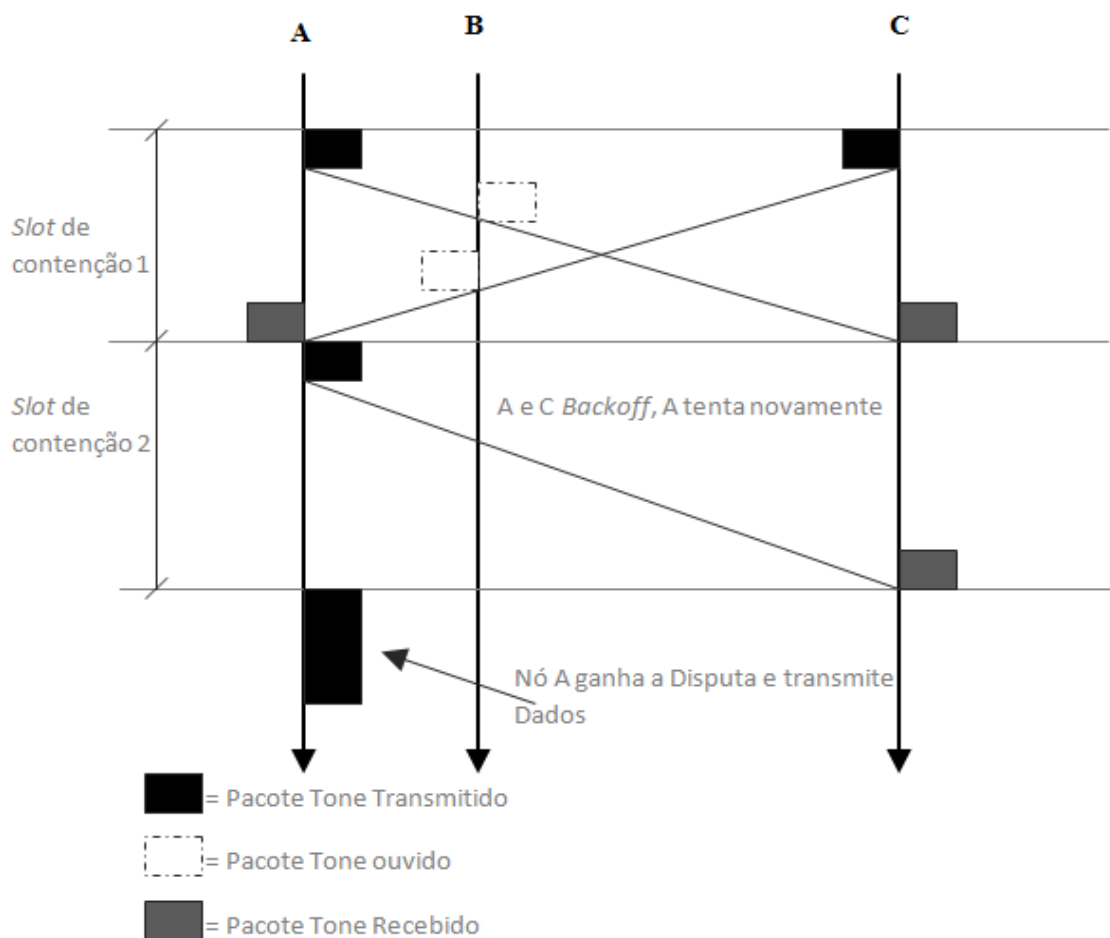 A
B
C
Slot de
contenção 1
Slot de
contenção 2
A e C Backoff, A tenta novamente
Nó A ganha a Disputa e transmite
Dados
= Pacote Tone Transmitido
= Pacote Tone ouvido
= Pacote Tone Recebido